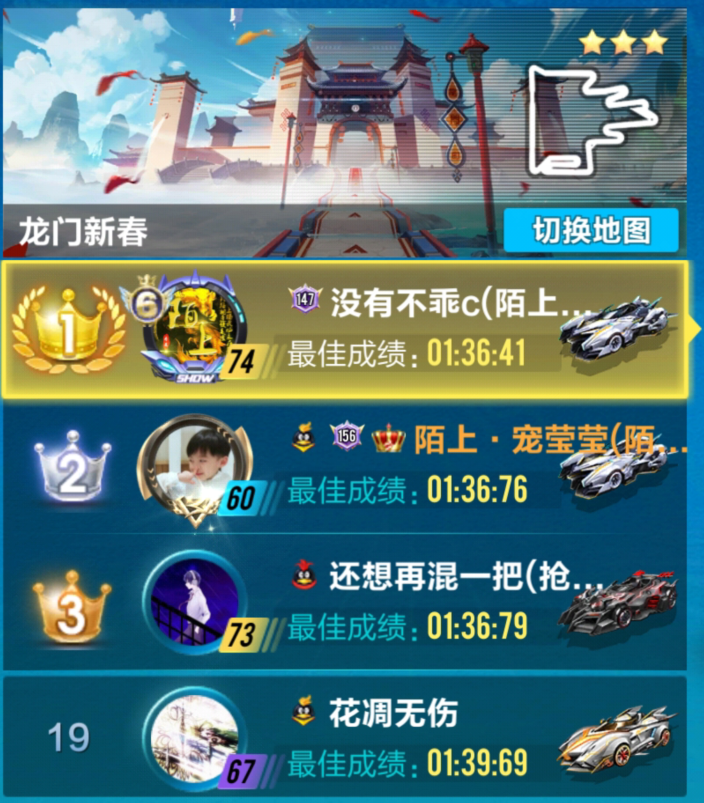 龙门新春
切换地图
1
6
陌上
SHOW
74
147
没有不乖c(陌上...
最佳成绩:01:36:41
2
60
156
陌上·宠莹莹(陌...
最佳成绩:01:36:76
3
73
还想再混一把(抢...
最佳成绩:01:36:79
19
67
花凋无伤
最佳成绩:01:39:69